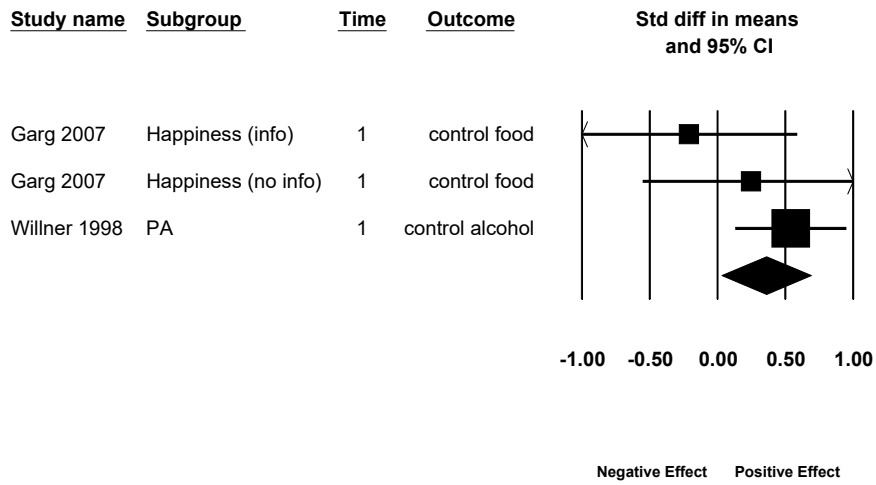 Study name Subgroup Time Outcome Std diff in means
and 95% CI
Garg 2007 Happiness (info) 1 control food
Garg 2007 Happiness (no info) 1 control food
Willner 1998 PA 1 control alcohol
-1.00 -0.50 0.00 0.50 1.00
Negative Effect Positive Effect